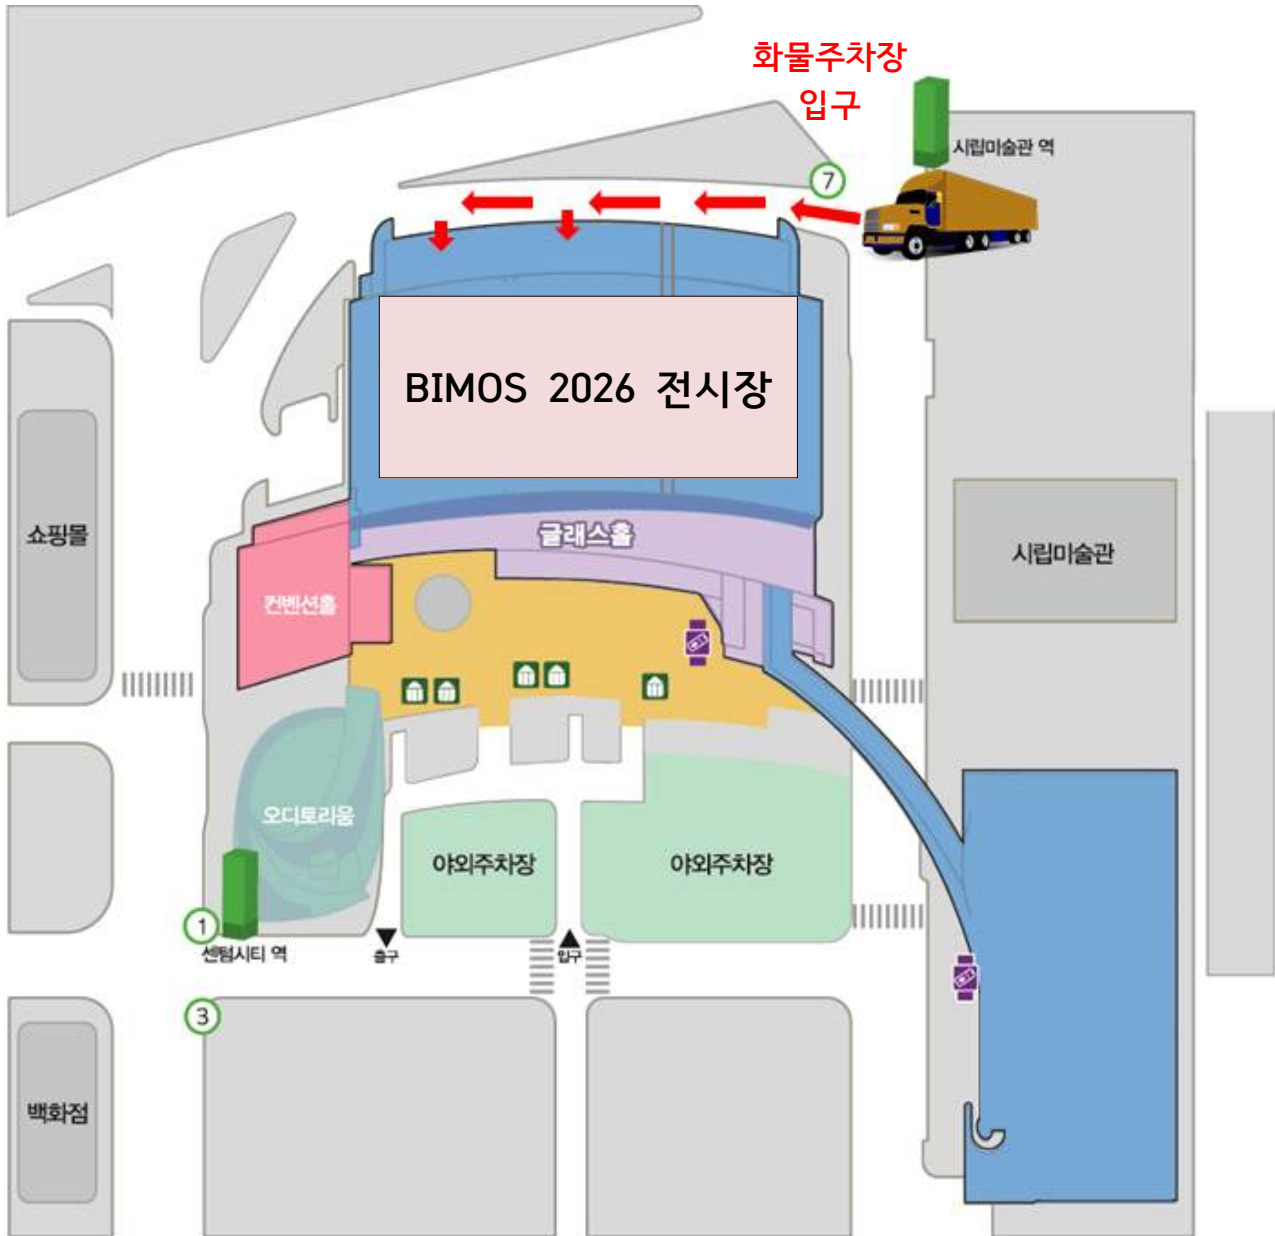 화물주차장
입구
시립미술관 역
7
BIMOS 2026 전시장
쇼핑몰
글래스홀
시립미술관
컨벤션홀
오디토리움
야외주차장
야외주차장
1
센텀시티 역
출구
입구
3
백화점